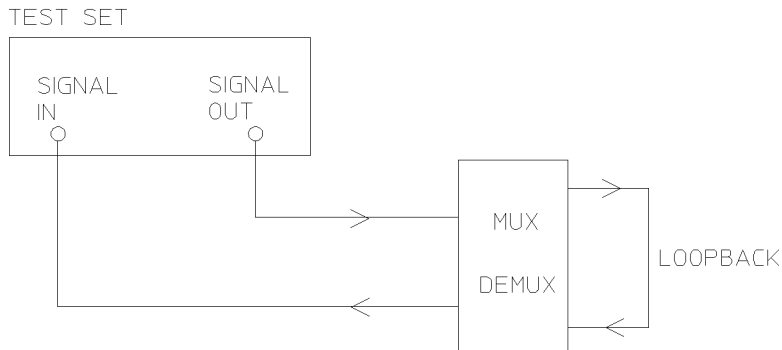 TEST SET
SIGNAL
IN
SIGNAL
OUT
MUX
DEMUX
LOOPBACK